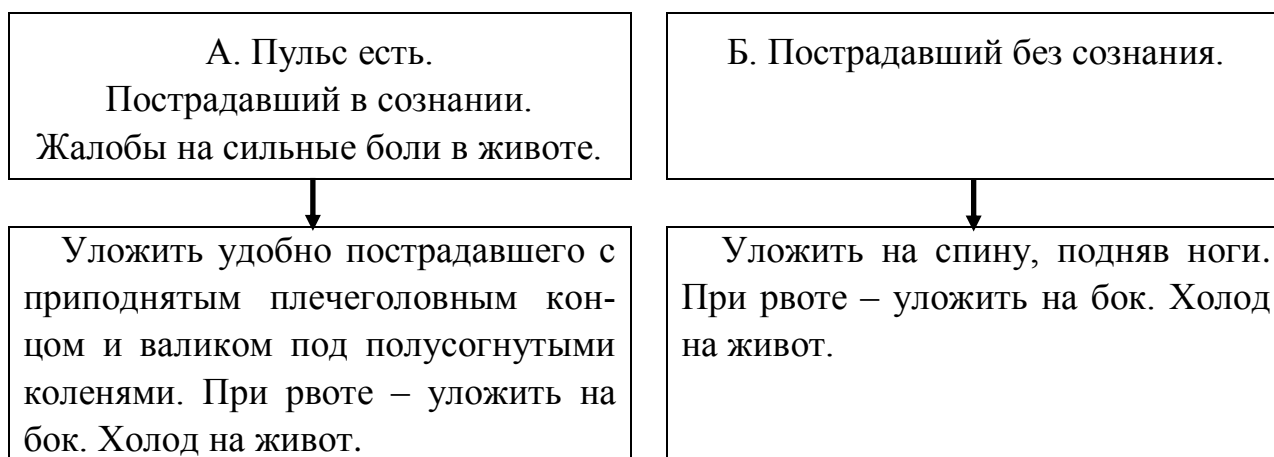 А. Пульс есть.
Пострадавший в сознании.
Жалобы на сильные боли в животе.
Б. Пострадавший без сознания.
Уложить удобно пострадавшего с
приподнятым плечеголовным кон-
цом и валиком под полусогнутыми
коленями. При рвоте – уложить на
бок. Холод на живот.
Уложить на спину, подняв ноги.
При рвоте – уложить на бок. Холод
на живот.